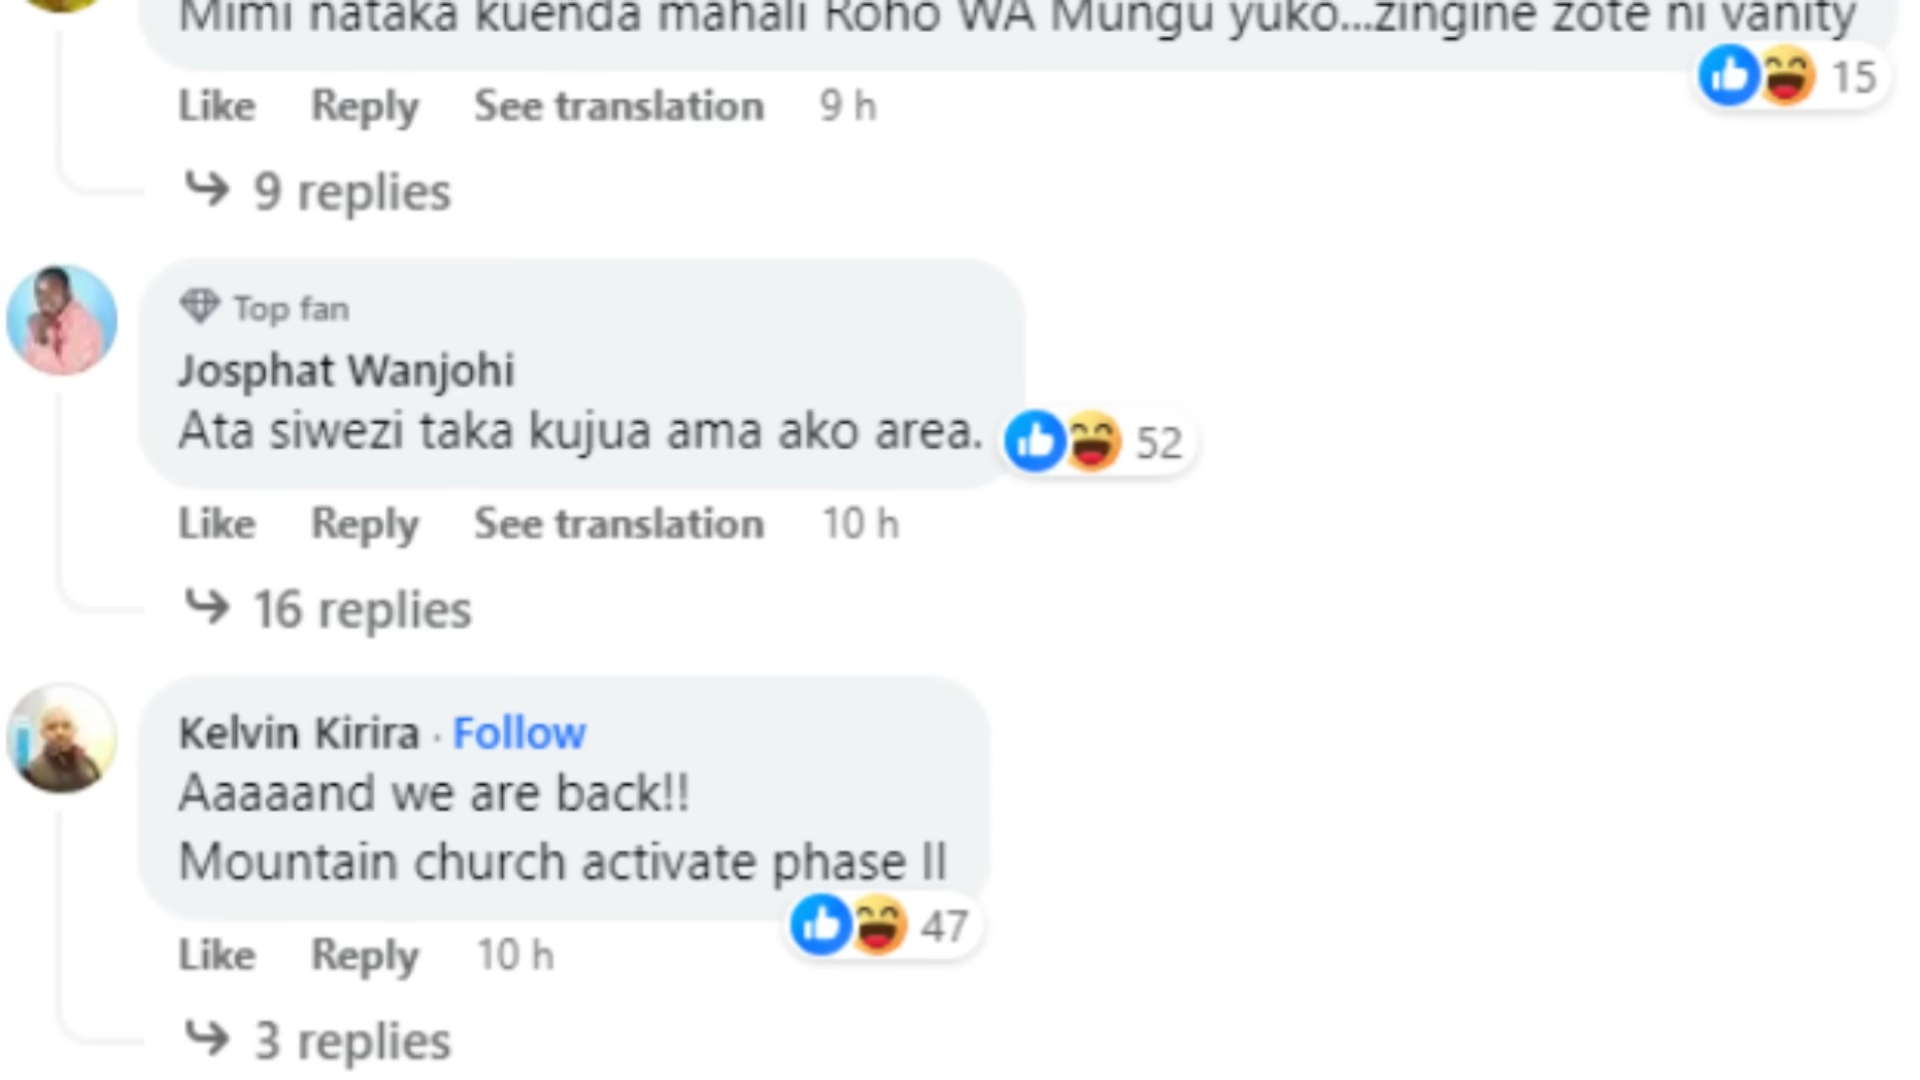 Mimi nataka kuenda mahali Roho WA Mungu yuko...zingine zote ni vanity
15
Like Reply See translation 9 h
9 replies
Top fan
Josphat Wanjohi
Ata siwezi taka kujua ama ako area.
52
Like Reply See translation 10 h
16 replies
Kelvin Kirira · Follow
Aaaaand we are back!!
Mountain church activate phase ll
47
Like Reply 10 h
3 replies